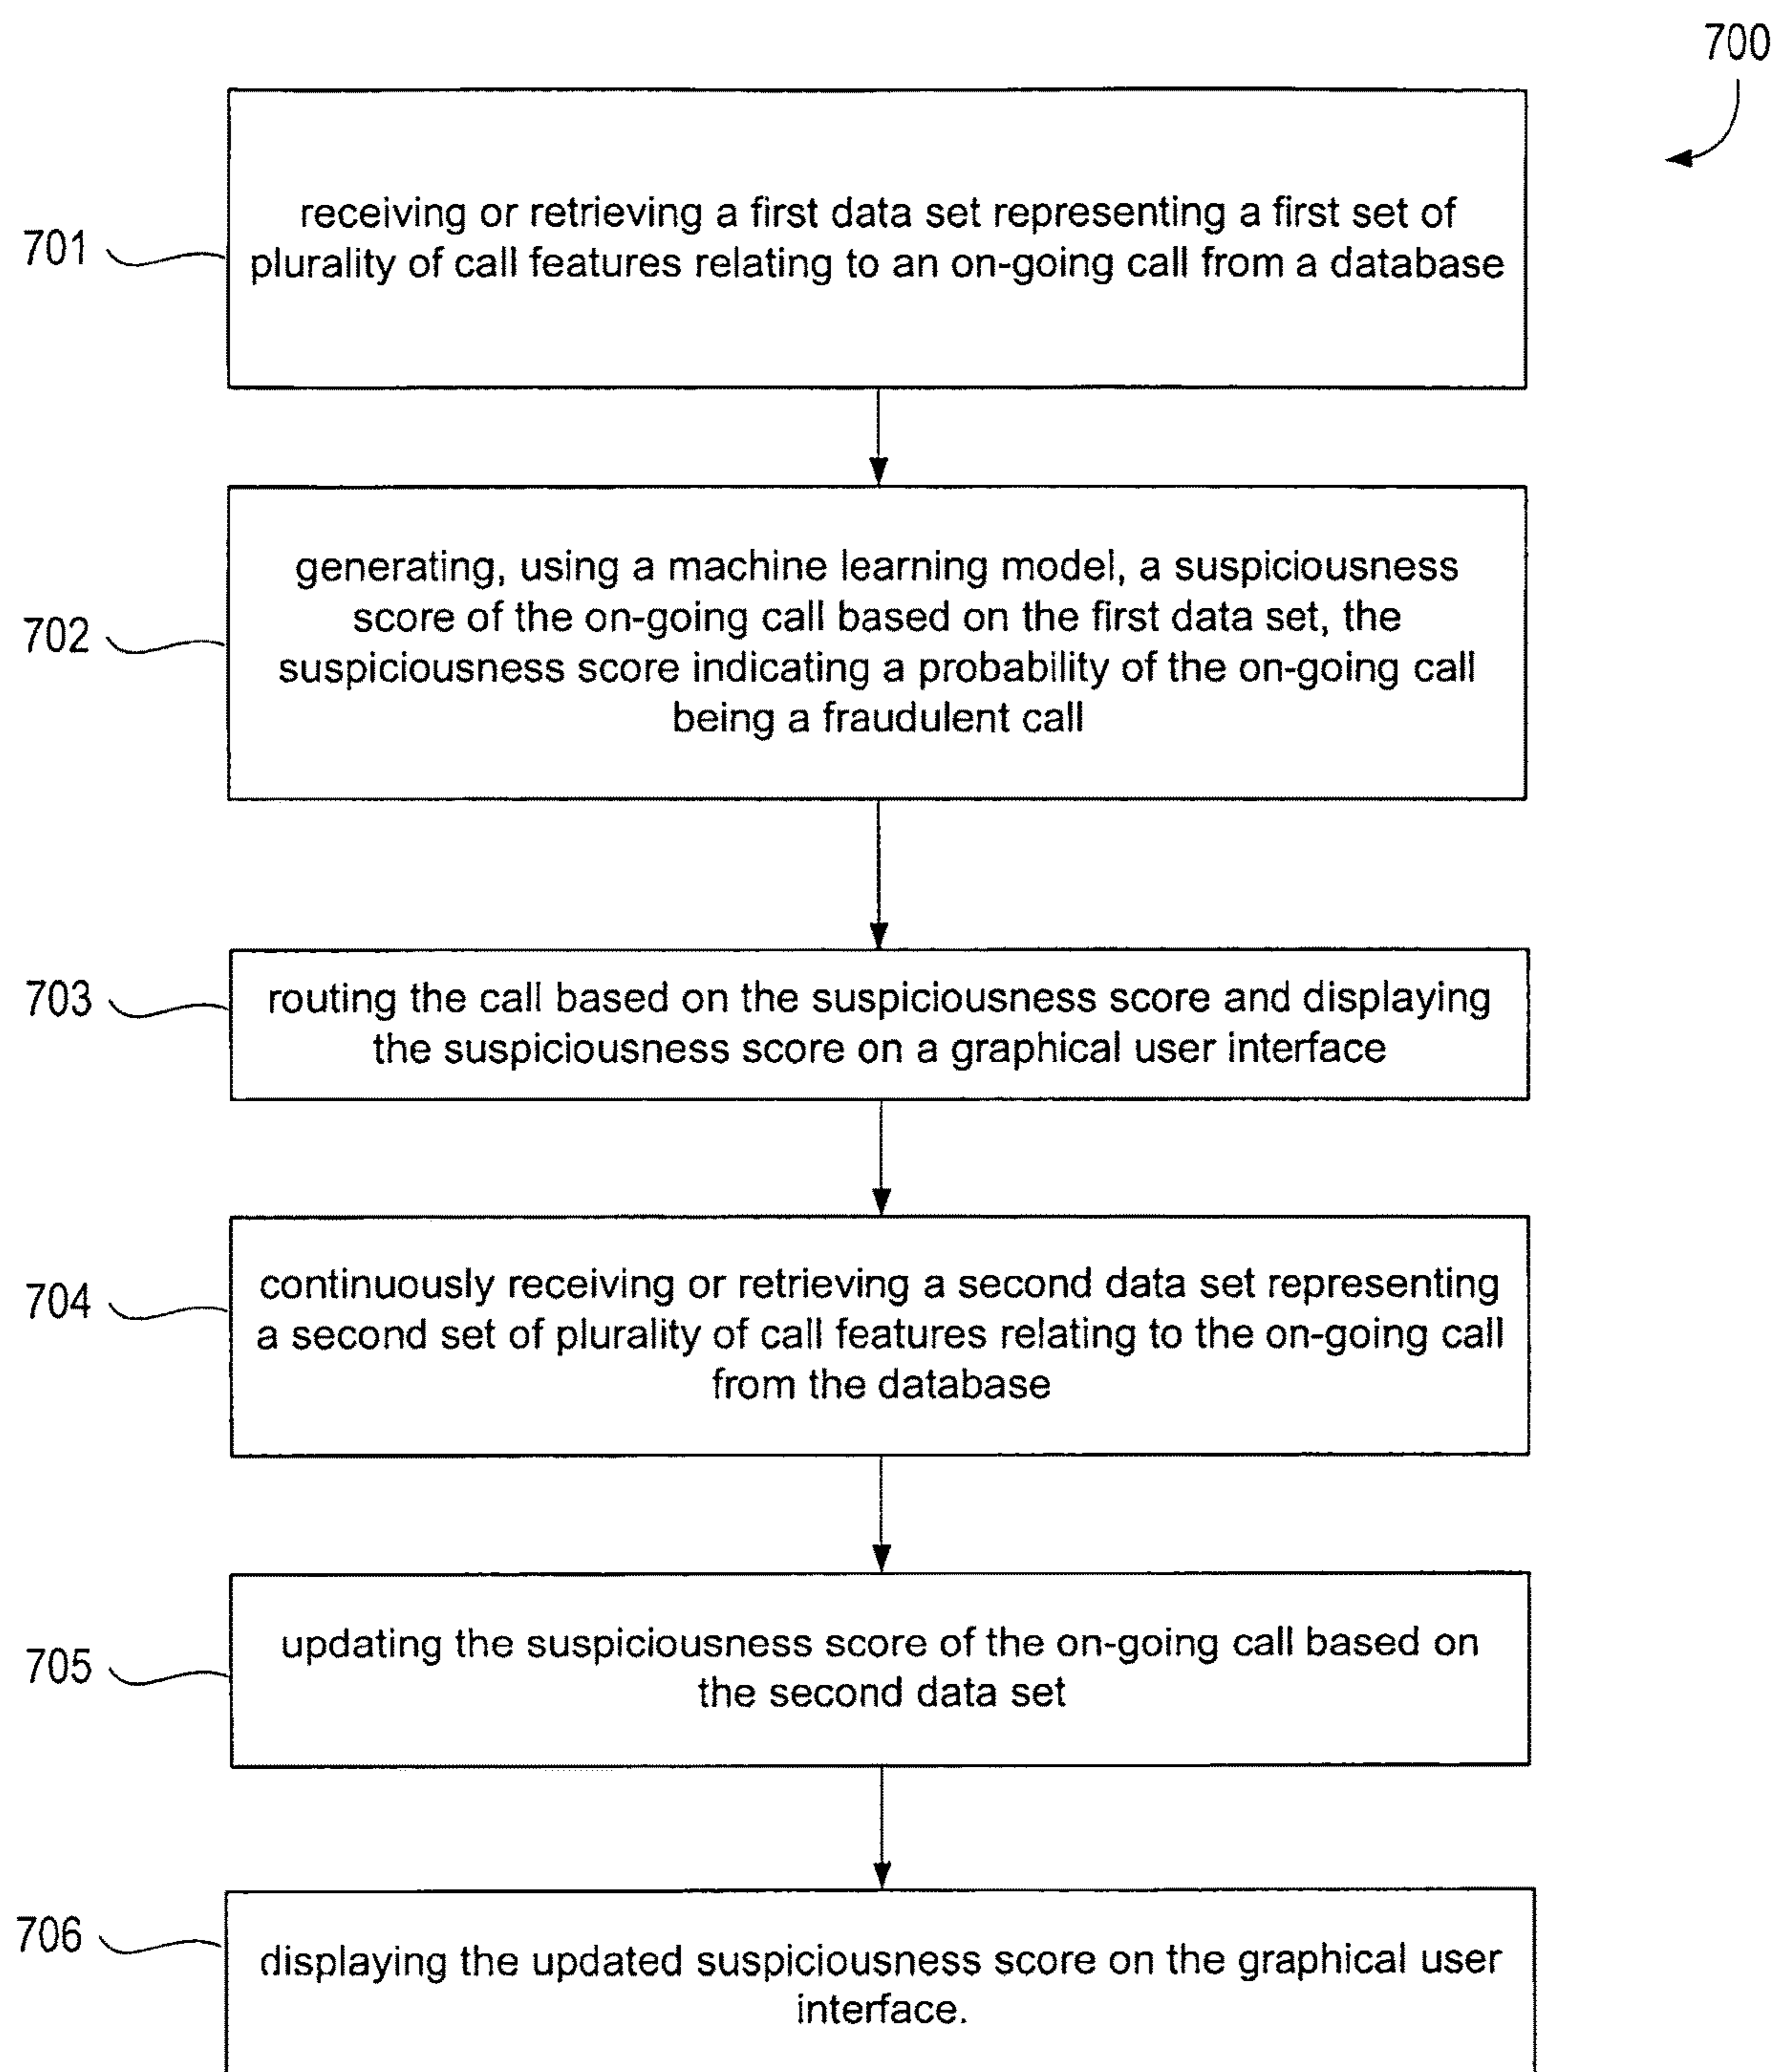 700
701
receiving or retrieving a first data set representing a first set of
plurality of call features relating to an on-going call from a database
702
generating, using a machine learning model, a suspiciousness
score of the on-going call based on the first data set, the
suspiciousness score indicating a probability of the on-going call
being a fraudulent call
703
routing the call based on the suspiciousness score and displaying
the suspiciousness score on a graphical user interface
704
continuously receiving or retrieving a second data set representing
a second set of plurality of call features relating to the on-going call
from the database
705
updating the suspiciousness score of the on-going call based on
the second data set
706
displaying the updated suspiciousness score on the graphical user
interface.